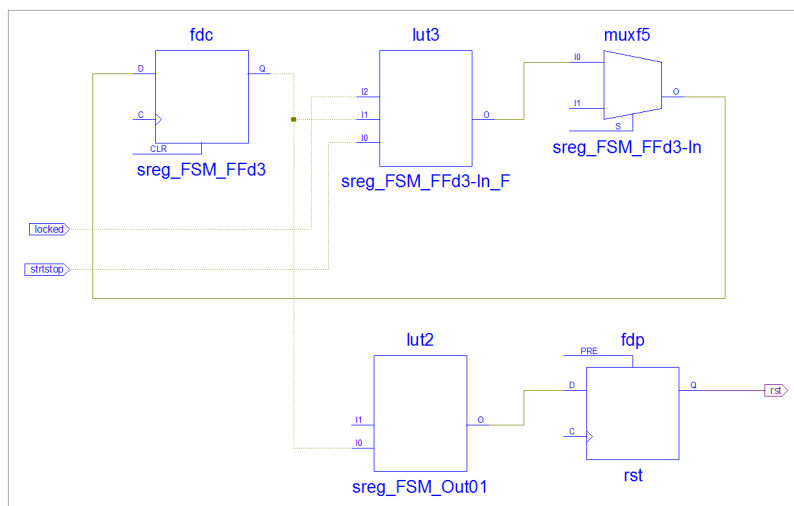 fdc
lut3
muxf5
D
Q
C
CLR
sreg_FSM_FFd3
I2
I1
I0
O
sreg_FSM_FFd3-In_F
I0
I1
O
S
sreg_FSM_FFd3-In
locked
strtstop
lut2
fdp
I1
I0
O
sreg_FSM_Out01
PRE
D
Q
C
rst
rst